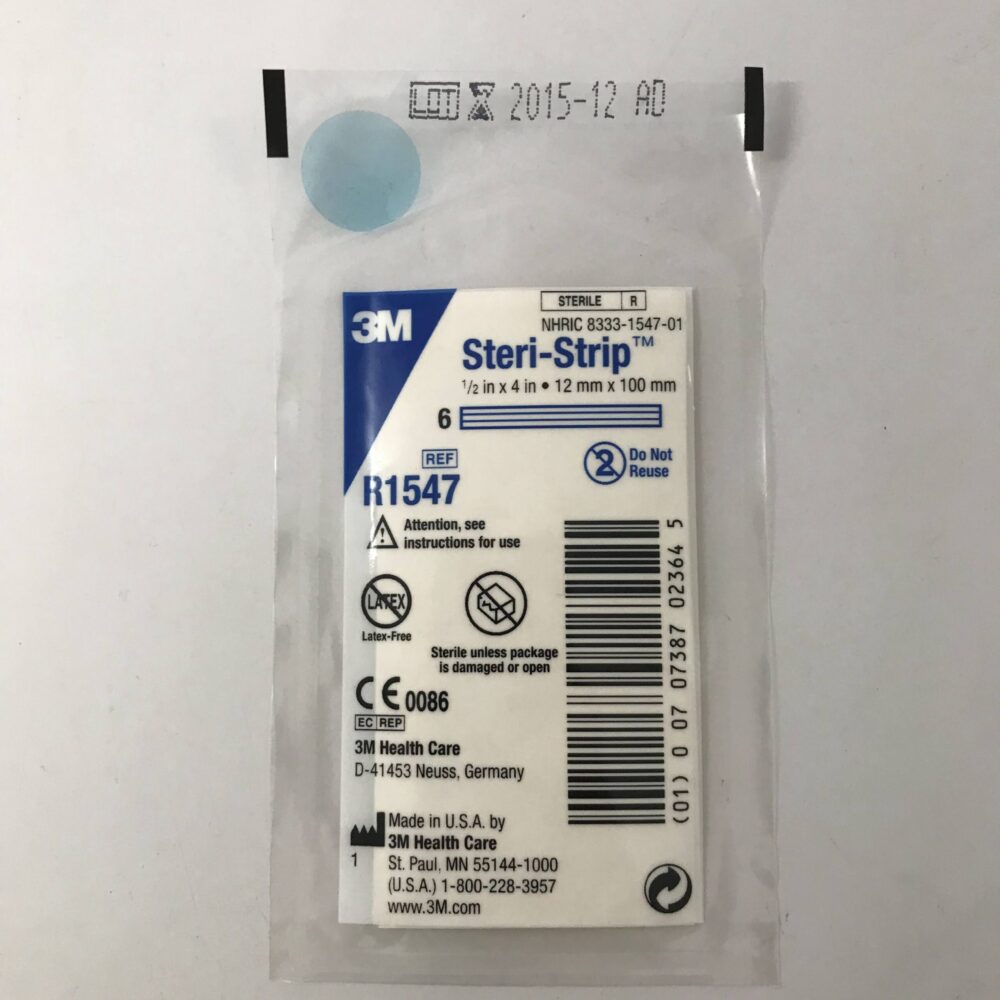 LOT 2015-12 AD
3M
STERILE R
NHRIC 8333-1547-01
Steri-Strip™
1/2 in x 4 in • 12 mm x 100 mm
6
REF
R1547
2 Do Not
Reuse
Attention, see
instructions for use
LATEX
Latex-Free
Sterile unless package
is damaged or open
CE 0086
EC REP
3M Health Care
D-41453 Neuss, Germany
Made in U.S.A. by
3M Health Care
1
St. Paul, MN 55144-1000
(U.S.A.) 1-800-228-3957
www.3M.com
(01) 0 07 07387 02364 5